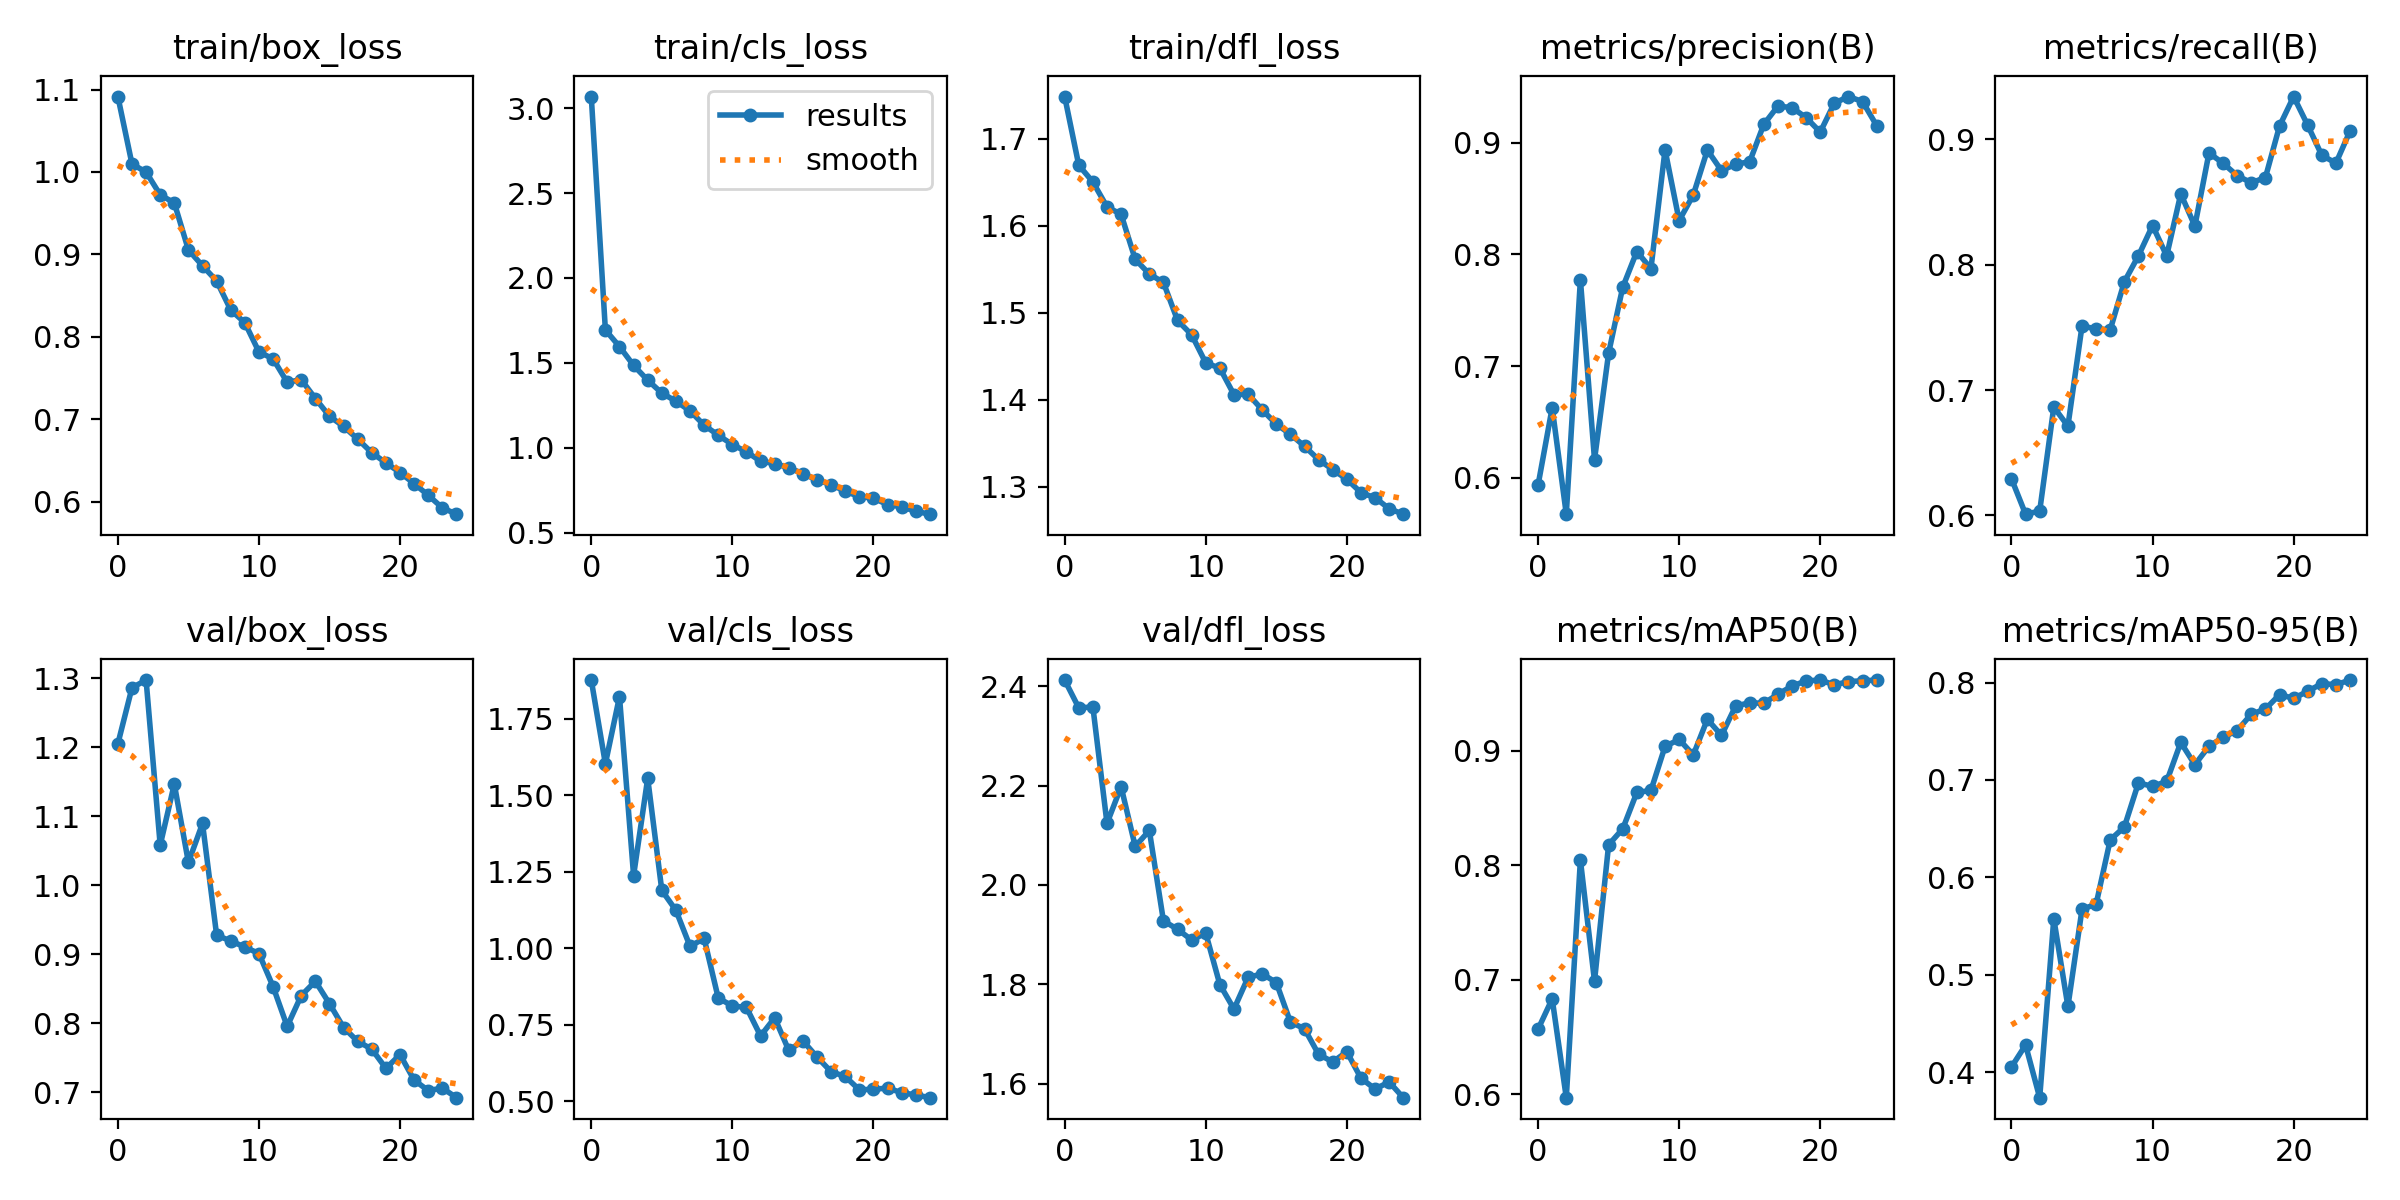 train/box_loss
1.1
1.0
0.9
0.8
0.7
0.6
0 10 20
train/cls_loss
results
smooth
3.0
2.5
2.0
1.5
1.0
0.5
0 10 20
train/dfl_loss
1.7
1.6
1.5
1.4
1.3
0 10 20
metrics/precision(B)
0.9
0.8
0.7
0.6
0 10 20
metrics/recall(B)
0.9
0.8
0.7
0.6
0 10 20
val/box_loss
1.3
1.2
1.1
1.0
0.9
0.8
0.7
0 10 20
val/cls_loss
1.75
1.50
1.25
1.00
0.75
0.50
0 10 20
val/dfl_loss
2.4
2.2
2.0
1.8
1.6
0 10 20
metrics/mAP50(B)
0.9
0.8
0.7
0.6
0 10 20
metrics/mAP50-95(B)
0.8
0.7
0.6
0.5
0.4
0 10 20